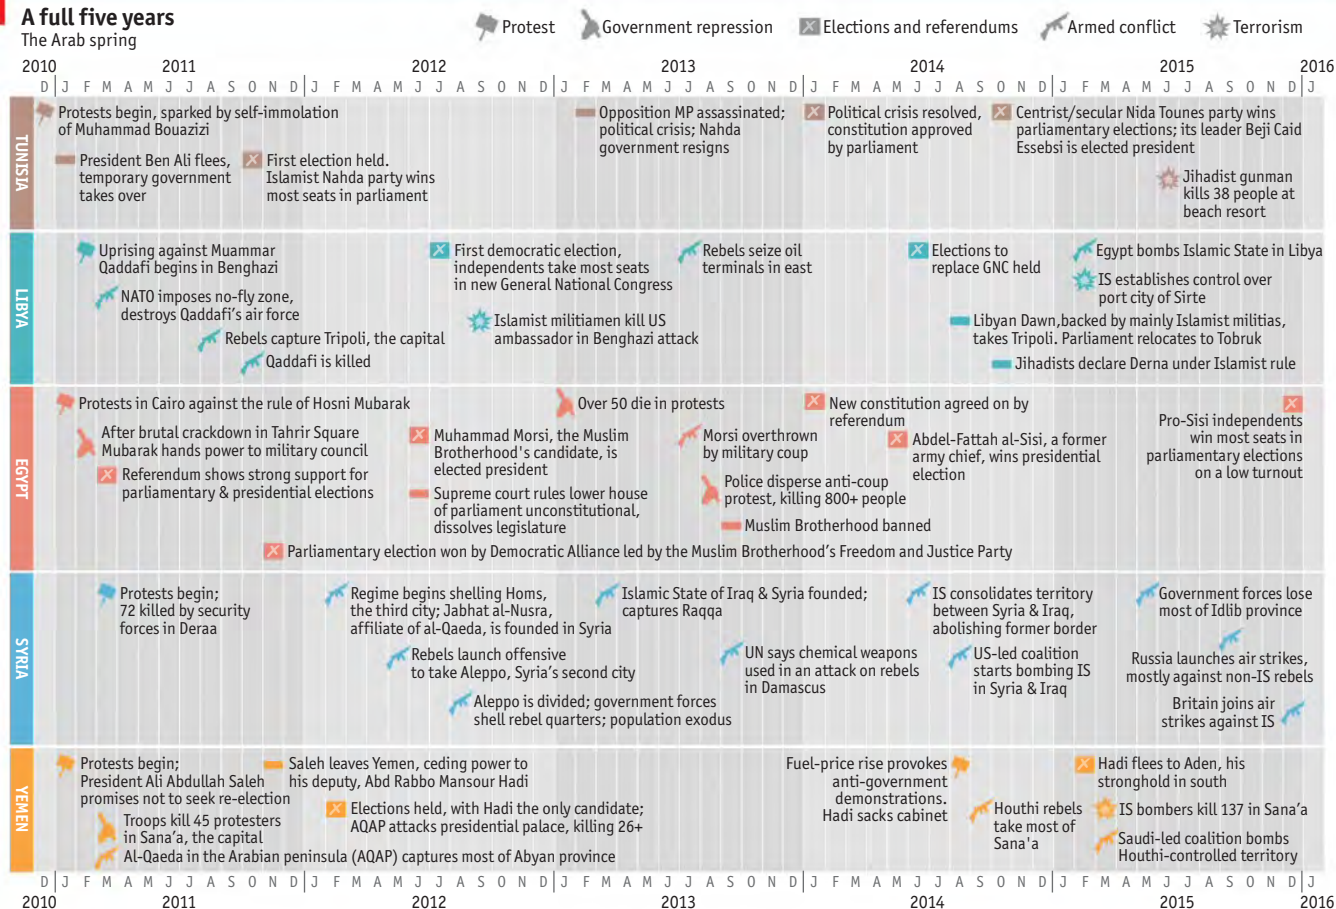 A full five years
The Arab spring
Protest
Government repression
Elections and referendums
Armed conflict
Terrorism
2010 2011 2012 2013 2014 2015 2016
D J F M A M J J A S O N D J F M A M J J A S O N D J F M A M J J A S O N D J F M A M J J A S O N D J F M A M J J A S O N D J
TUNISIA
Protests begin, sparked by self-immolation
of Muhammad Bouazizi
President Ben Ali flees,
temporary government
takes over
First election held.
Islamist Nahda party wins
most seats in parliament
Opposition MP assassinated;
political crisis; Nahda
government resigns
Political crisis resolved,
constitution approved
by parliament
Centrist/secular Nida Tounes party wins
parliamentary elections; its leader Beji Caid
Essebsi is elected president
Jihadist gunman
kills 38 people at
beach resort
LIBYA
Uprising against Muammar
Qaddafi begins in Benghazi
NATO imposes no-fly zone,
destroys Qaddafi's air force
Rebels capture Tripoli, the capital
Qaddafi is killed
First democratic election,
independents take most seats
in new General National Congress
Islamist militiamen kill US
ambassador in Benghazi attack
Rebels seize oil
terminals in east
Elections to
replace GNC held
Egypt bombs Islamic State in Libya
IS establishes control over
port city of Sirte
Libyan Dawn,backed by mainly Islamist militias,
takes Tripoli. Parliament relocates to Tobruk
Jihadists declare Derna under Islamist rule
EGYPT
Protests in Cairo against the rule of Hosni Mubarak
After brutal crackdown in Tahrir Square
Mubarak hands power to military council
Referendum shows strong support for
parliamentary & presidential elections
Muhammad Morsi, the Muslim
Brotherhood's candidate, is
elected president
Supreme court rules lower house
of parliament unconstitutional,
dissolves legislature
Parliamentary election won by Democratic Alliance led by the Muslim Brotherhood's Freedom and Justice Party
Over 50 die in protests
Morsi overthrown
by military coup
Police disperse anti-coup
protest, killing 800+ people
Muslim Brotherhood banned
New constitution agreed on by
referendum
Abdel-Fattah al-Sisi, a former
army chief, wins presidential
election
Pro-Sisi independents
win most seats in
parliamentary elections
on a low turnout
SYRIA
Protests begin;
72 killed by security
forces in Deraa
Regime begins shelling Homs,
the third city; Jabhat al-Nusra,
affiliate of al-Qaeda, is founded in Syria
Rebels launch offensive
to take Aleppo, Syria's second city
Aleppo is divided; government forces
shell rebel quarters; population exodus
Islamic State of Iraq & Syria founded;
captures Raqqa
UN says chemical weapons
used in an attack on rebels
in Damascus
IS consolidates territory
between Syria & Iraq,
abolishing former border
US-led coalition
starts bombing IS
in Syria & Iraq
Government forces lose
most of Idlib province
Russia launches air strikes,
mostly against non-IS rebels
Britain joins air
strikes against IS
YEMEN
Protests begin;
President Ali Abdullah Saleh
promises not to seek re-election
Troops kill 45 protesters
in Sana'a, the capital
Al-Qaeda in the Arabian peninsula (AQAP) captures most of Abyan province
Saleh leaves Yemen, ceding power to
his deputy, Abd Rabbo Mansour Hadi
Elections held, with Hadi the only candidate;
AQAP attacks presidential palace, killing 26+
Fuel-price rise provokes
anti-government
demonstrations.
Hadi sacks cabinet
Houthi rebels
take most of
Sana'a
Hadi flees to Aden, his
stronghold in south
IS bombers kill 137 in Sana'a
Saudi-led coalition bombs
Houthi-controlled territory
D J F M A M J J A S O N D J F M A M J J A S O N D J F M A M J J A S O N D J F M A M J J A S O N D J F M A M J J A S O N D J
2010 2011 2012 2013 2014 2015 2016